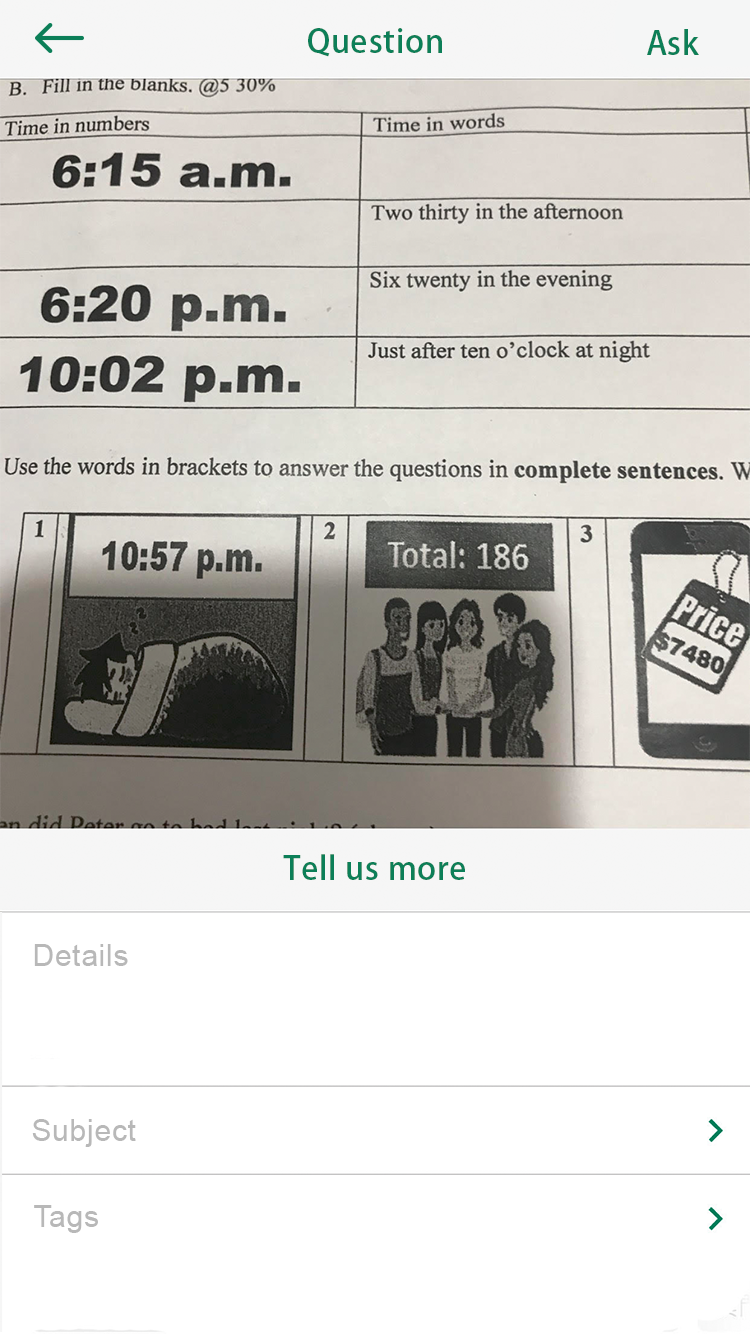 Question
Ask
B. Fill in the blanks. @5 30%
Time in numbers
Time in words
6:15 a.m.
Two thirty in the afternoon
6:20 p.m.
Six twenty in the evening
10:02 p.m.
Just after ten o’clock at night
Use the words in brackets to answer the questions in complete sentences. W
1
10:57 p.m.
z z
2
Total: 186
3
Price
$7480
did Peter go to bed last
Tell us more
Details
Subject
Tags